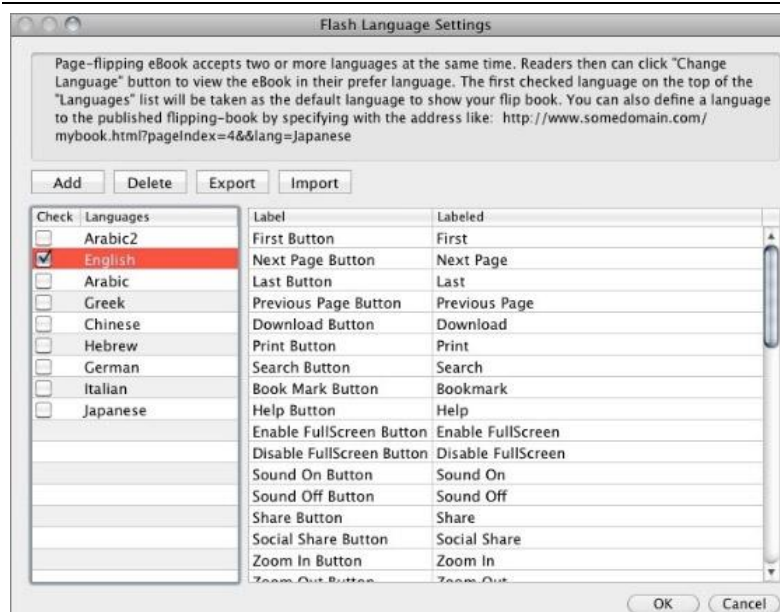 Flash Language Settings
Page-flipping eBook accepts two or more languages at the same time. Readers then can click "Change
Language" button to view the eBook in their prefer language. The first checked language on the top of the
"Languages" list will be taken as the default language to show your flip book. You can also define a language
to the published flipping-book by specifying with the address like: http://www.somedomain.com/
mybook.html?pageIndex=4&&lang=Japanese
Add Delete Export Import
Check Languages Label Labeled
Arabic2 First Button First
English Next Page Button Next Page
Arabic Last Button Last
Greek Previous Page Button Previous Page
Chinese Download Button Download
Hebrew Print Button Print
German Search Button Search
Italian Book Mark Button Bookmark
Japanese Help Button Help
Enable FullScreen Button Enable FullScreen
Disable FullScreen Button Disable FullScreen
Sound On Button Sound On
Sound Off Button Sound Off
Share Button Share
Social Share Button Social Share
Zoom In Button Zoom In
Zoom Out Button Zoom Out
OK Cancel